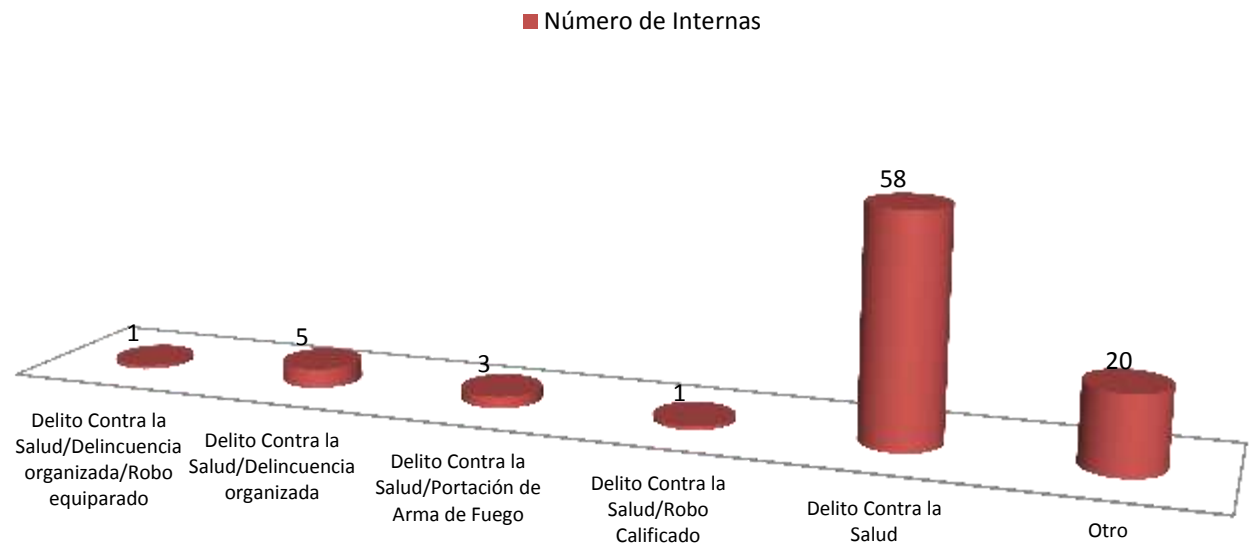 Número de Internas
58
1
5
3
1
20
Delito Contra la
Salud/Delincuencia
organizada/Robo
equiparado
Delito Contra la
Salud/Delincuencia
organizada
Delito Contra la
Salud/Portación de
Arma de Fuego
Delito Contra la
Salud/Robo
Calificado
Delito Contra la
Salud
Otro